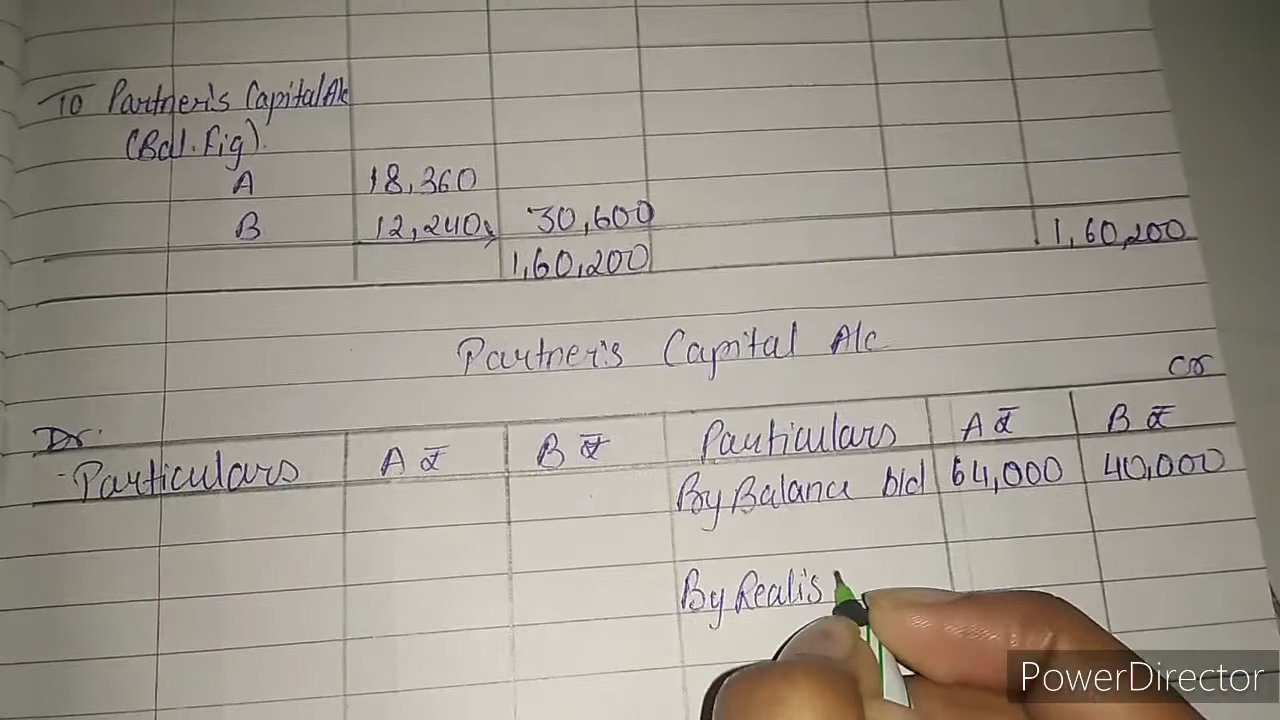 To Partner's Capital A/c
(Bal. Fig).
A 18,360
B 12,240 30,600
1,60,200 1,60,200
Partner's Capital A/c
Dr. Cr
Particulars A ₹ B ₹ Particulars A ₹ B ₹
By Balance b/d 64,000 40,000
By Realis
PowerDirector